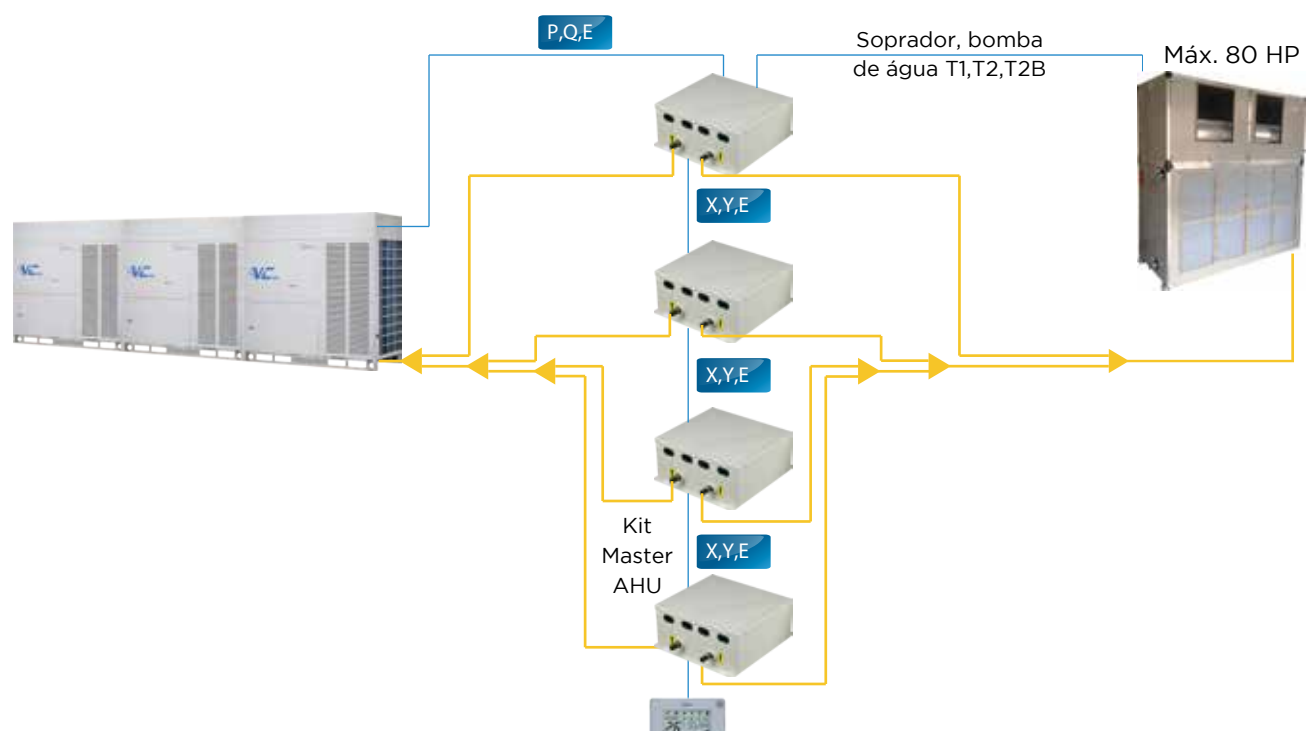 P,Q,E
Soprador, bomba
de água T1,T2,T2B
Máx. 80 HP
X,Y,E
X,Y,E
Kit
Master
AHU
X,Y,E